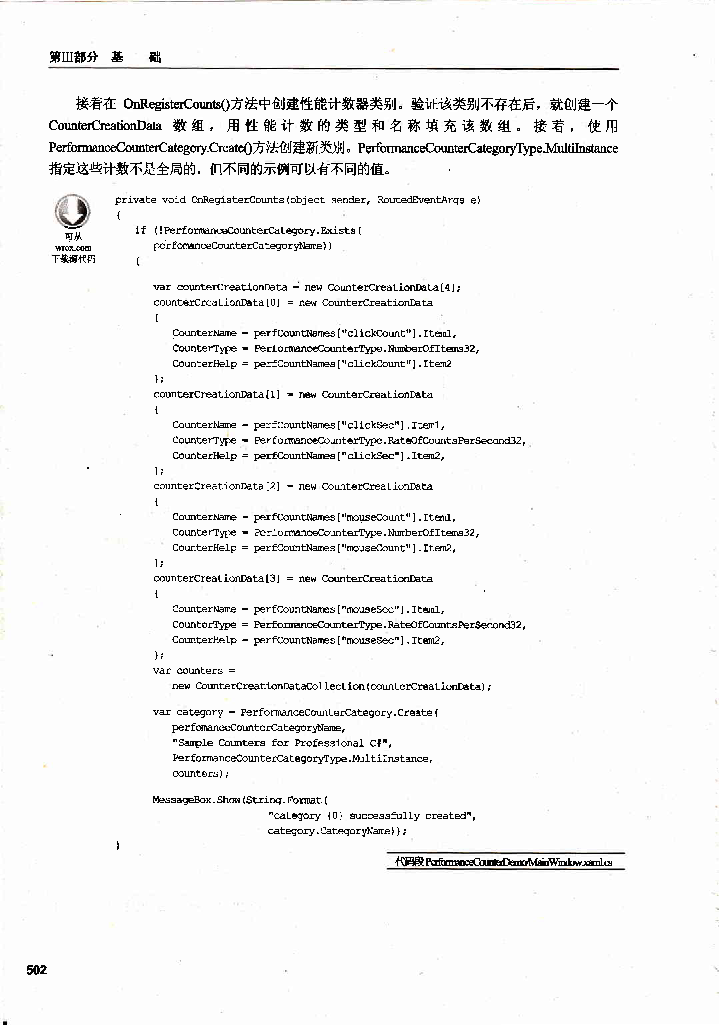 第III部分 基 础
接着在 OnRegisterCounts()方法中创建性能计数器类别。验证该类别不存在后，就创建一个
CounterCreationData 数组，用性能计数的类型和名称填充该数组。接着，使用
PerformanceCounterCategory.Create()方法创建新类别。PerformanceCounterCategoryType.MultiInstance
指定这些计数不是全局的，但不同的示例可以有不同的值。
可从
wrox.com
下载源代码
private void OnRegisterCounts(object sender, RoutedEventArgs e)
{
if (!PerformanceCounterCategory.Exists(
perfomanceCounterCategoryName))
{
var counterCreationData = new CounterCreationData[4];
counterCreationData[0] = new CounterCreationData
{
CounterName = perfCountNames["clickCount"].Item1,
CounterType = PerformanceCounterType.NumberOfItems32,
CounterHelp = perfCountNames["clickCount"].Item2
};
counterCreationData[1] = new CounterCreationData
{
CounterName = perfCountNames["clickSec"].Item1,
CounterType = PerformanceCounterType.RateOfCountsPerSecond32,
CounterHelp = perfCountNames["clickSec"].Item2,
};
counterCreationData[2] = new CounterCreationData
{
CounterName = perfCountNames["mouseCount"].Item1,
CounterType = PerformanceCounterType.NumberOfItems32,
CounterHelp = perfCountNames["mouseCount"].Item2,
};
counterCreationData[3] = new CounterCreationData
{
CounterName = perfCountNames["mouseSec"].Item1,
CounterType = PerformanceCounterType.RateOfCountsPerSecond32,
CounterHelp = perfCountNames["mouseSec"].Item2,
};
var counters =
new CounterCreationDataCollection(counterCreationData);
var category = PerformanceCounterCategory.Create(
perfomanceCounterCategoryName,
"Sample Counters for Professional C#",
PerformanceCounterCategoryType.MultiInstance,
counters);
MessageBox.Show(String.Format(
"category {0} successfully created",
category.CategoryName));
}
代码段 PerformanceCounterDemo/MainWindow.xaml.cs
502